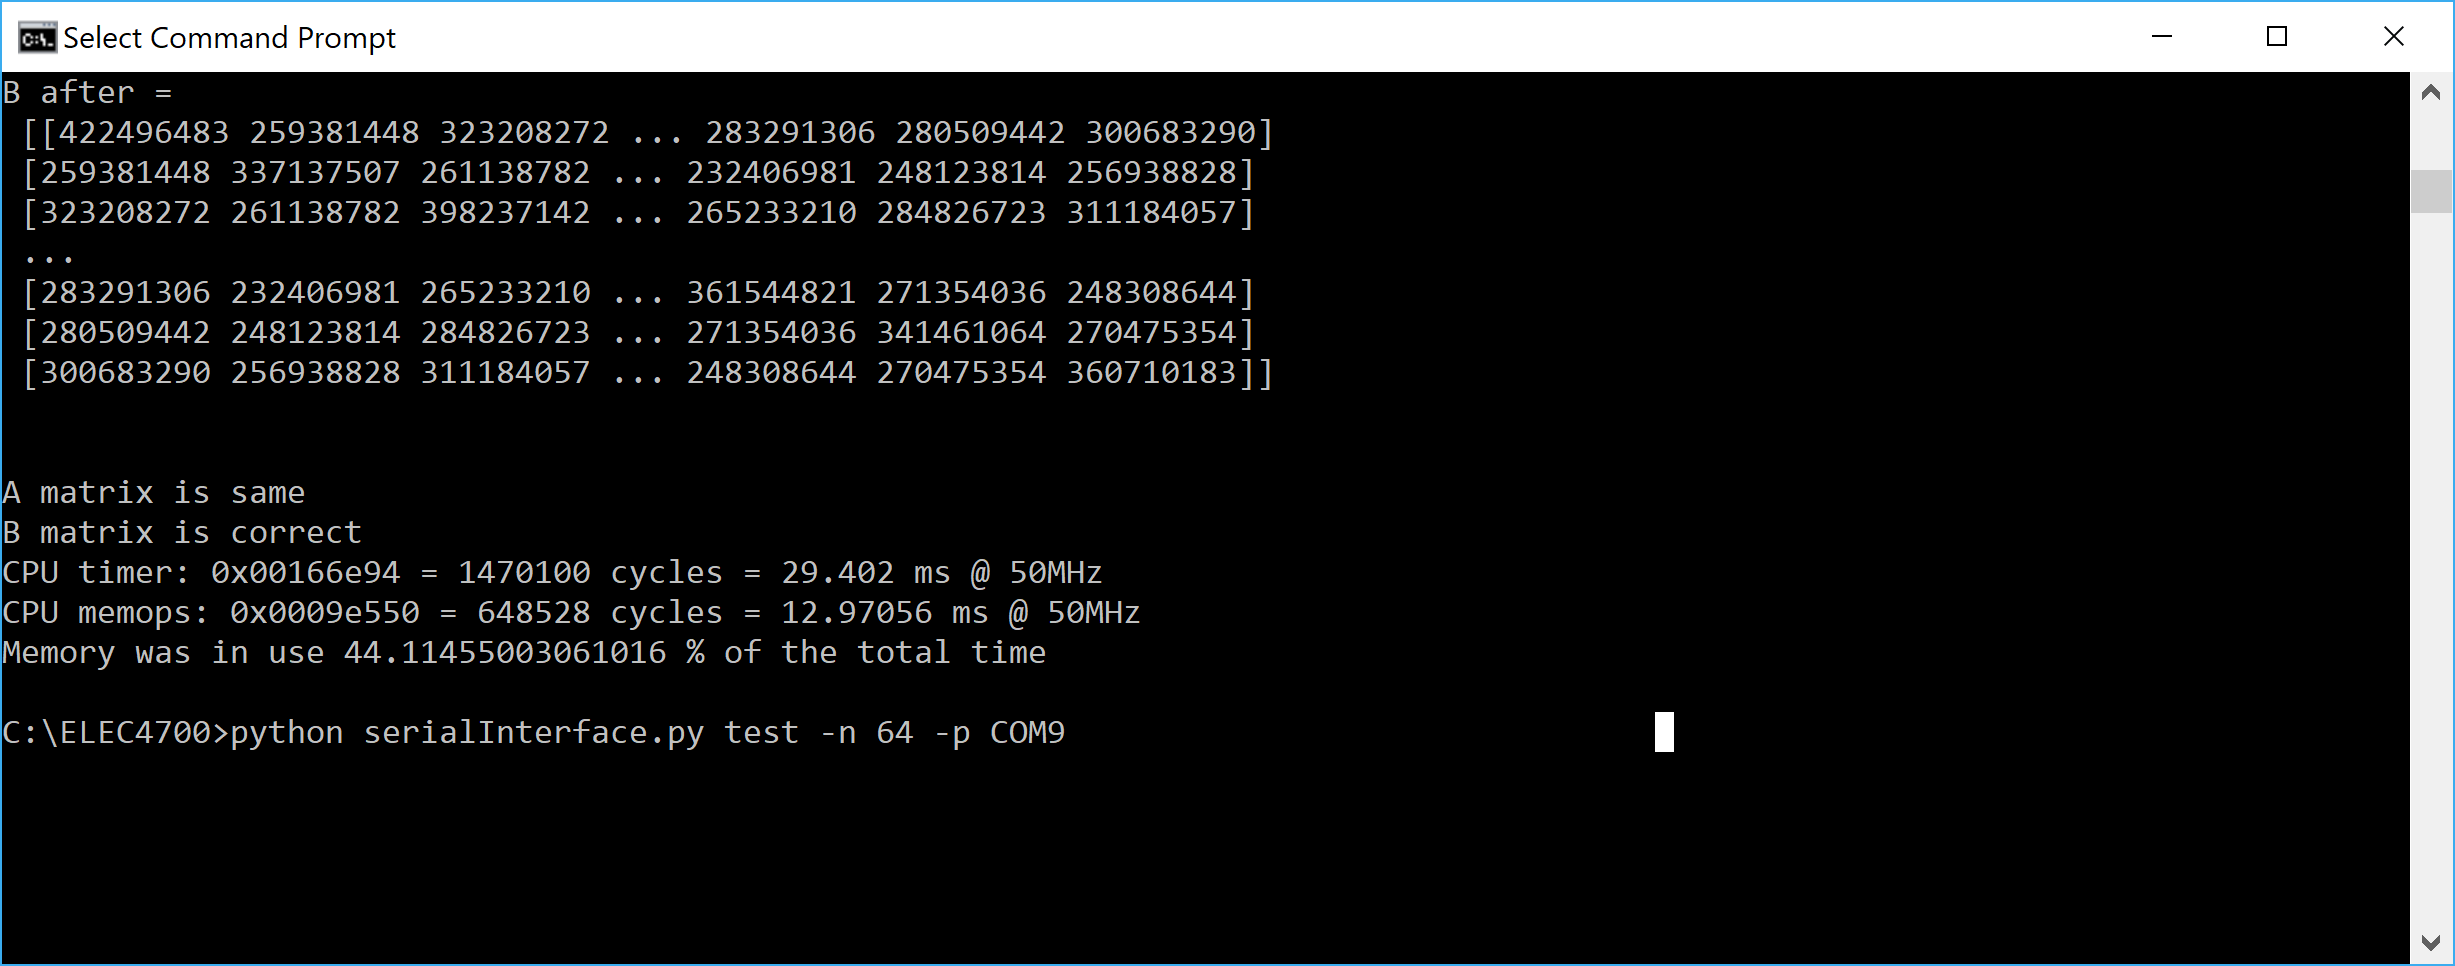 Select Command Prompt
B after =
[[422496483 259381448 323208272 ... 283291306 280509442 300683290]
[259381448 337137507 261138782 ... 232406981 248123814 256938828]
[323208272 261138782 398237142 ... 265233210 284826723 311184057]
...
[283291306 232406981 265233210 ... 361544821 271354036 248308644]
[280509442 248123814 284826723 ... 271354036 341461064 270475354]
[300683290 256938828 311184057 ... 248308644 270475354 360710183]]
A matrix is same
B matrix is correct
CPU timer: 0x00166e94 = 1470100 cycles = 29.402 ms @ 50MHz
CPU memops: 0x0009e550 = 648528 cycles = 12.97056 ms @ 50MHz
Memory was in use 44.11455003061016 % of the total time
C:\ELEC4700>python serialInterface.py test -n 64 -p COM9